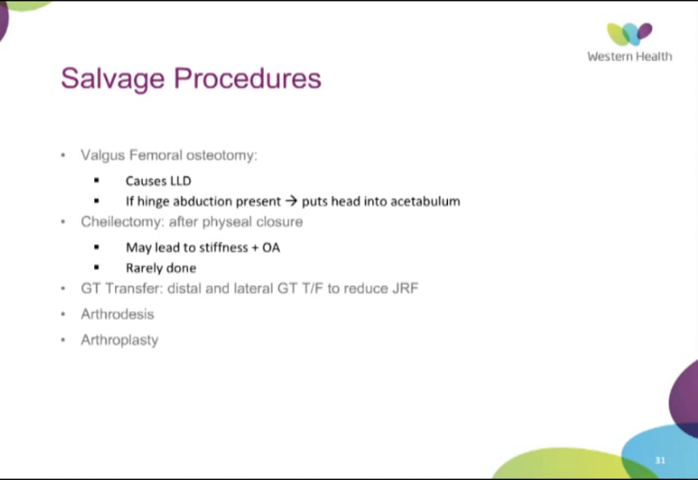 Western Health
Salvage Procedures
• Valgus Femoral osteotomy:
▪ Causes LLD
▪ If hinge abduction present → puts head into acetabulum
• Cheilectomy: after physeal closure
▪ May lead to stiffness + OA
▪ Rarely done
• GT Transfer: distal and lateral GT T/F to reduce JRF
• Arthrodesis
• Arthroplasty
31